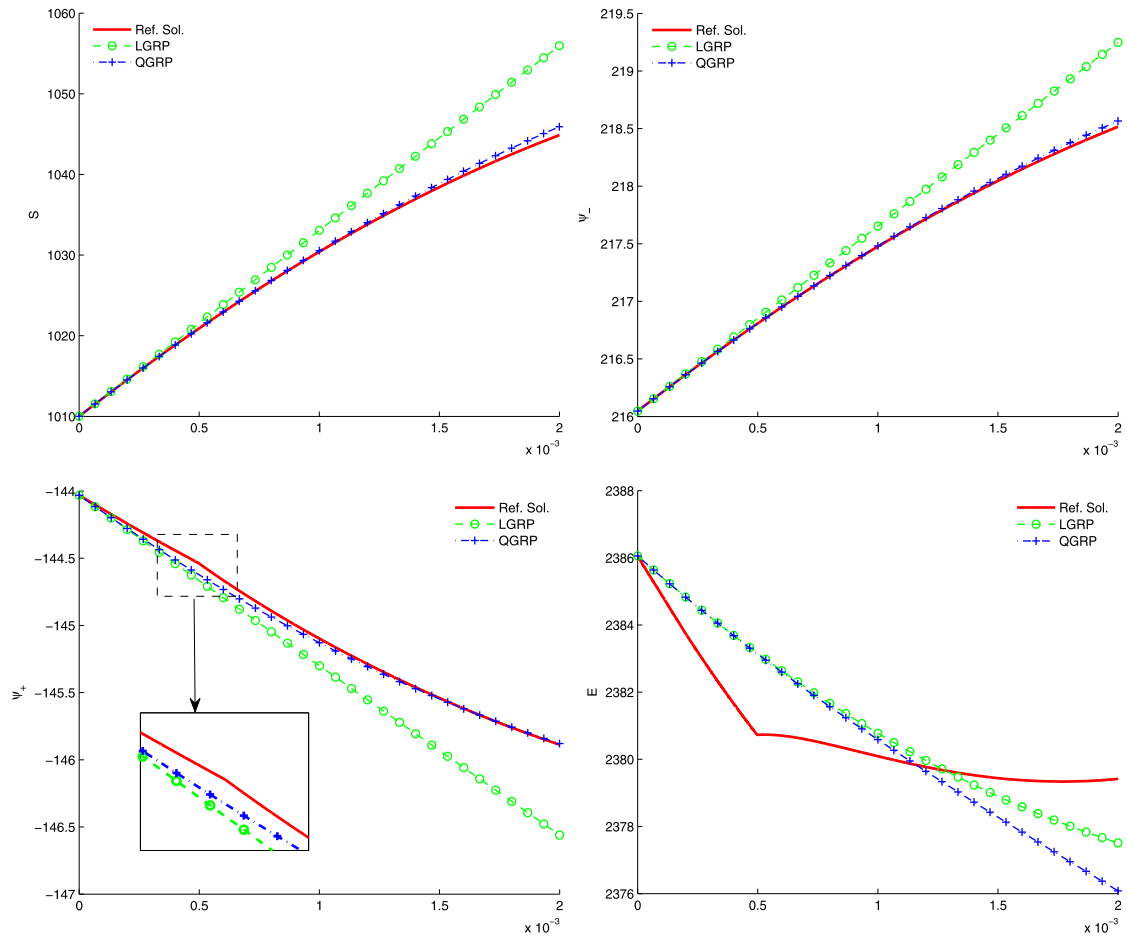 1060
1050
1040
1030
1020
1010
S
0
0.5
1
1.5
2
x 10⁻³
Ref. Sol.
LGRP
QGRP
219.5
219
218.5
218
217.5
217
216.5
216
ψ₋
0
0.5
1
1.5
2
x 10⁻³
Ref. Sol.
LGRP
QGRP
−144
−144.5
−145
−145.5
−146
−146.5
−147
ψ₊
0
0.5
1
1.5
2
x 10⁻³
Ref. Sol.
LGRP
QGRP
2388
2386
2384
2382
2380
2378
2376
E
0
0.5
1
1.5
2
x 10⁻³
Ref. Sol.
LGRP
QGRP